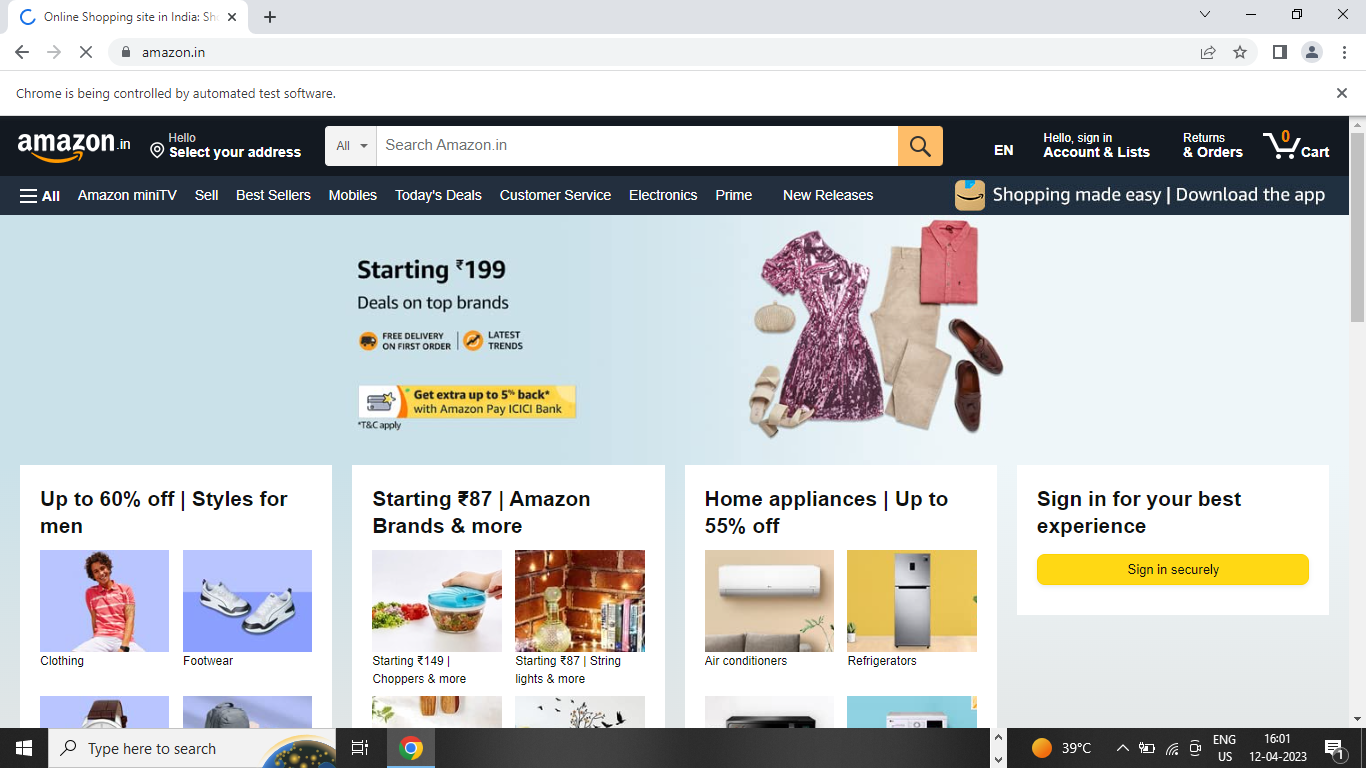 Online Shopping site in India: Sh
amazon.in
Chrome is being controlled by automated test software.
amazon.in
Hello
Select your address
All
Search Amazon.in
EN
Hello, sign in
Account & Lists
Returns
& Orders
0
Cart
All
Amazon miniTV
Sell
Best Sellers
Mobiles
Today's Deals
Customer Service
Electronics
Prime
New Releases
Shopping made easy | Download the app
Starting ₹199
Deals on top brands
FREE DELIVERY
ON FIRST ORDER
LATEST
TRENDS
Get extra up to 5% back*
with Amazon Pay ICICI Bank
*T&C apply
Up to 60% off | Styles for
men
Clothing
Footwear
Starting ₹87 | Amazon
Brands & more
Starting ₹149 |
Choppers & more
Starting ₹87 | String
lights & more
Home appliances | Up to
55% off
Air conditioners
Refrigerators
Sign in for your best
experience
Sign in securely
Type here to search
39°C
ENG
US
16:01
12-04-2023
1